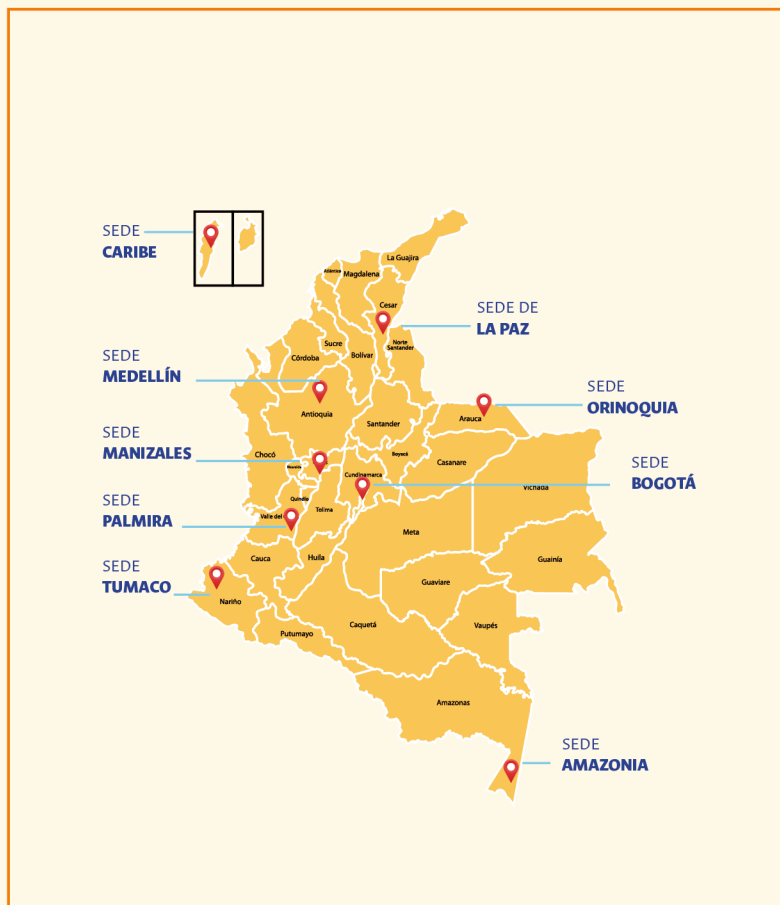 SEDE
CARIBE
SEDE DE
LA PAZ
SEDE
MEDELLÍN
SEDE
ORINOQUIA
SEDE
MANIZALES
SEDE
BOGOTÁ
SEDE
PALMIRA
SEDE
TUMACO
SEDE
AMAZONIA
La Guajira
Atlántico
Magdalena
Cesar
Norte
Santander
Sucre
Bolívar
Córdoba
Antioquia
Santander
Arauca
Boyacá
Chocó
Casanare
Cundinamarca
Vichada
Quindío
Tolima
Valle del
Meta
Cauca
Huila
Guainía
Guaviare
Nariño
Caquetá
Vaupés
Putumayo
Amazonas